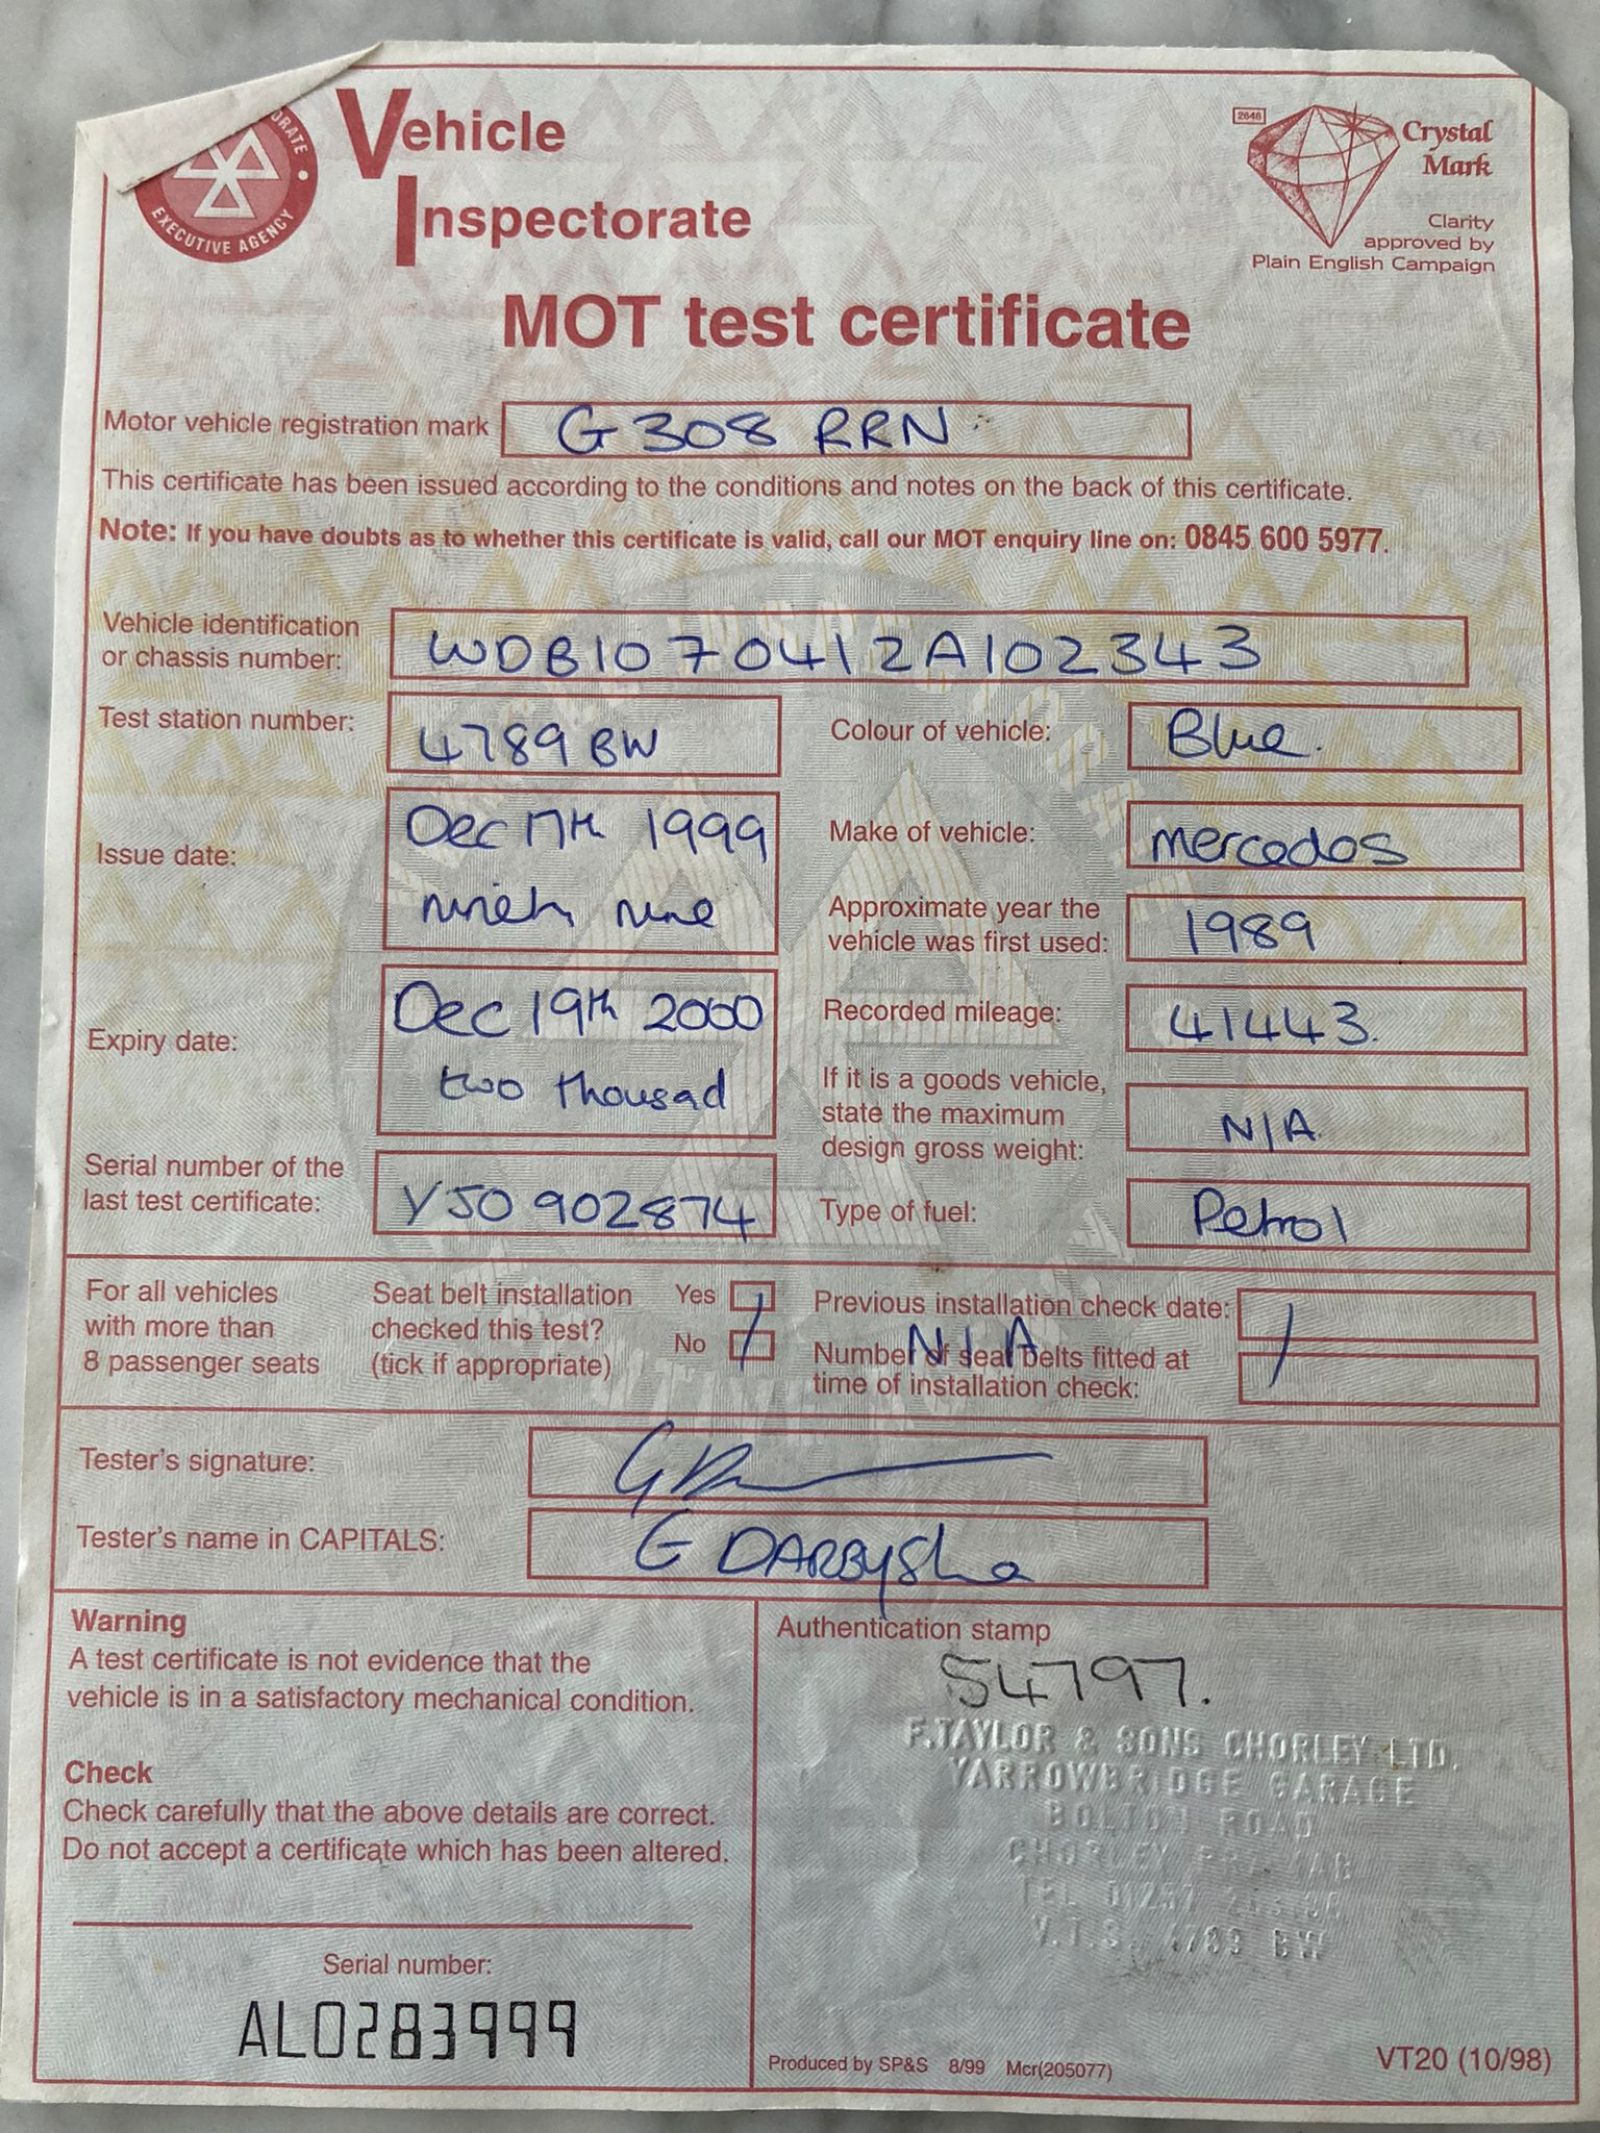 ORATE
EXECUTIVE AGENCY
Vehicle
Inspectorate
2646
Crystal
Mark
Clarity
approved by
Plain English Campaign
MOT test certificate
Motor vehicle registration mark G308 RRN
This certificate has been issued according to the conditions and notes on the back of this certificate.
Note: If you have doubts as to whether this certificate is valid, call our MOT enquiry line on: 0845 600 5977.
Vehicle identification
or chassis number: WDB1070412A102343
Test station number: 4789 BW
Colour of vehicle: Blue.
Issue date: Dec 17th 1999
ninety nine
Make of vehicle: mercedes
Approximate year the
vehicle was first used: 1989
Expiry date: Dec 19th 2000
two thousad
Recorded mileage: 41443.
If it is a goods vehicle,
state the maximum
design gross weight: N/A
Serial number of the
last test certificate: YJO 902874
Type of fuel: Petrol
For all vehicles
with more than
8 passenger seats
Seat belt installation
checked this test?
(tick if appropriate)
Yes
No
Previous installation check date:
N/A
Number of seat belts fitted at
time of installation check:
Tester's signature:
Tester's name in CAPITALS: G DARBYSha
Warning
A test certificate is not evidence that the
vehicle is in a satisfactory mechanical condition.
Check
Check carefully that the above details are correct.
Do not accept a certificate which has been altered.
Serial number:
AL0283999
Authentication stamp
54797.
F.TAYLOR & SONS CHORLEY LTD.
YARROWBRIDGE GARAGE
BOLTON ROAD
CHORLEY
TEL 01257
V.T.S. 4789 BW
Produced by SP&S 8/99 Mcr(205077)
VT20 (10/98)